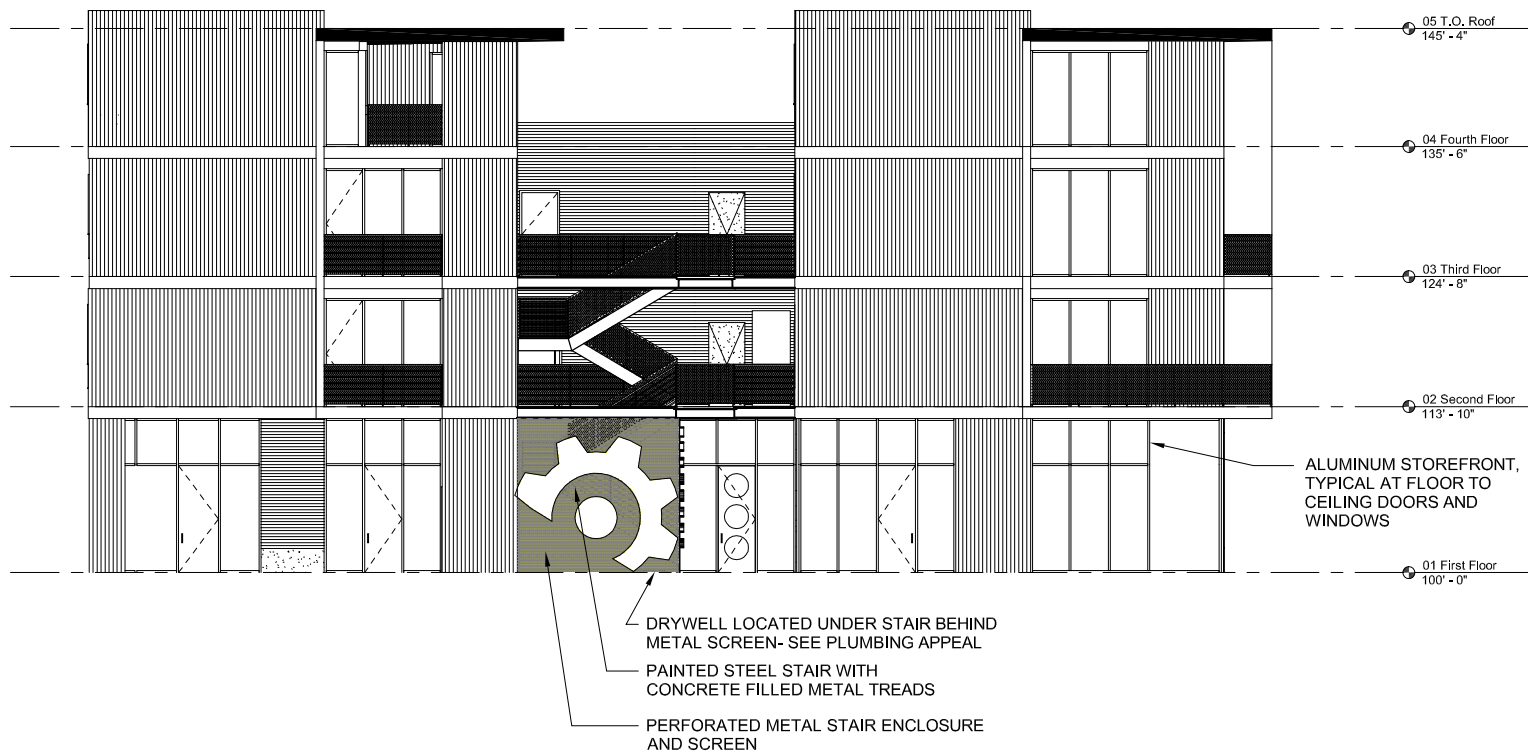 05 T.O. Roof
145' - 4"
04 Fourth Floor
135' - 6"
03 Third Floor
124' - 8"
02 Second Floor
113' - 10"
ALUMINUM STOREFRONT,
TYPICAL AT FLOOR TO
CEILING DOORS AND
WINDOWS
01 First Floor
100' - 0"
DRYWELL LOCATED UNDER STAIR BEHIND
METAL SCREEN- SEE PLUMBING APPEAL
PAINTED STEEL STAIR WITH
CONCRETE FILLED METAL TREADS
PERFORATED METAL STAIR ENCLOSURE
AND SCREEN